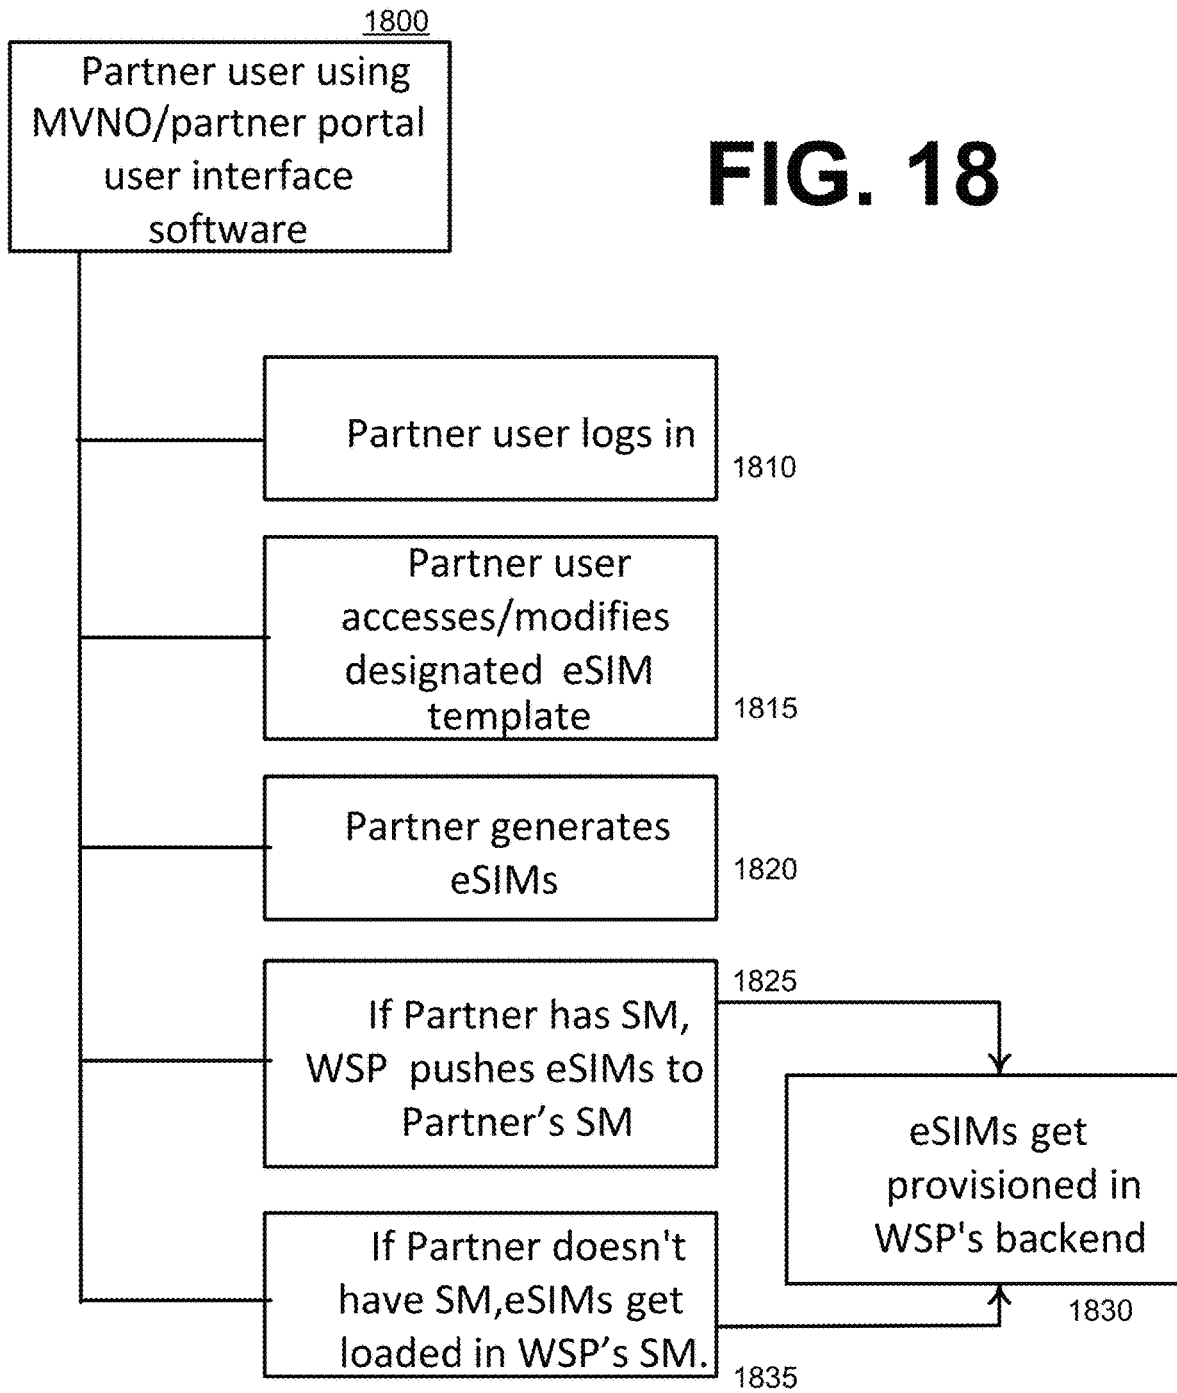 1800
Partner user using
MVNO/partner portal
user interface
software
FIG. 18
Partner user logs in
1810
Partner user
accesses/modifies
designated eSIM
template
1815
Partner generates
eSIMs
1820
If Partner has SM,
WSP pushes eSIMs to
Partner’s SM
1825
eSIMs get
provisioned in
WSP's backend
1830
If Partner doesn't
have SM,eSIMs get
loaded in WSP’s SM.
1835